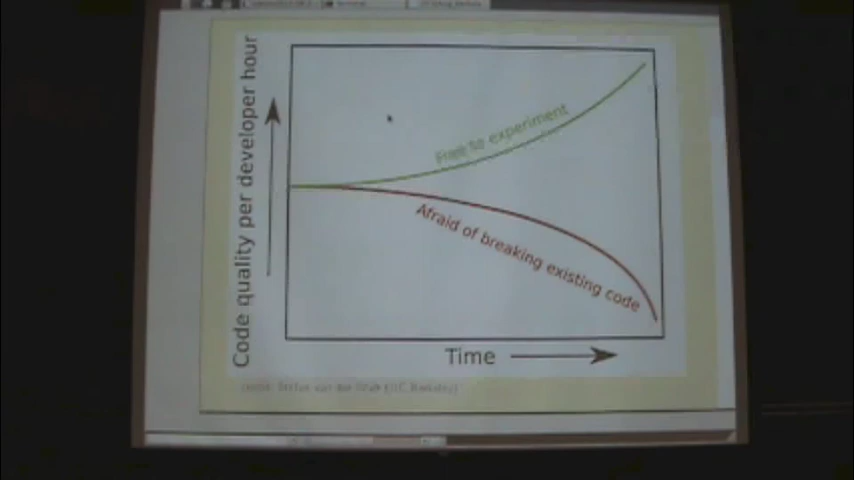 Code quality per developer hour
Free to experiment
Afraid of breaking existing code
Time